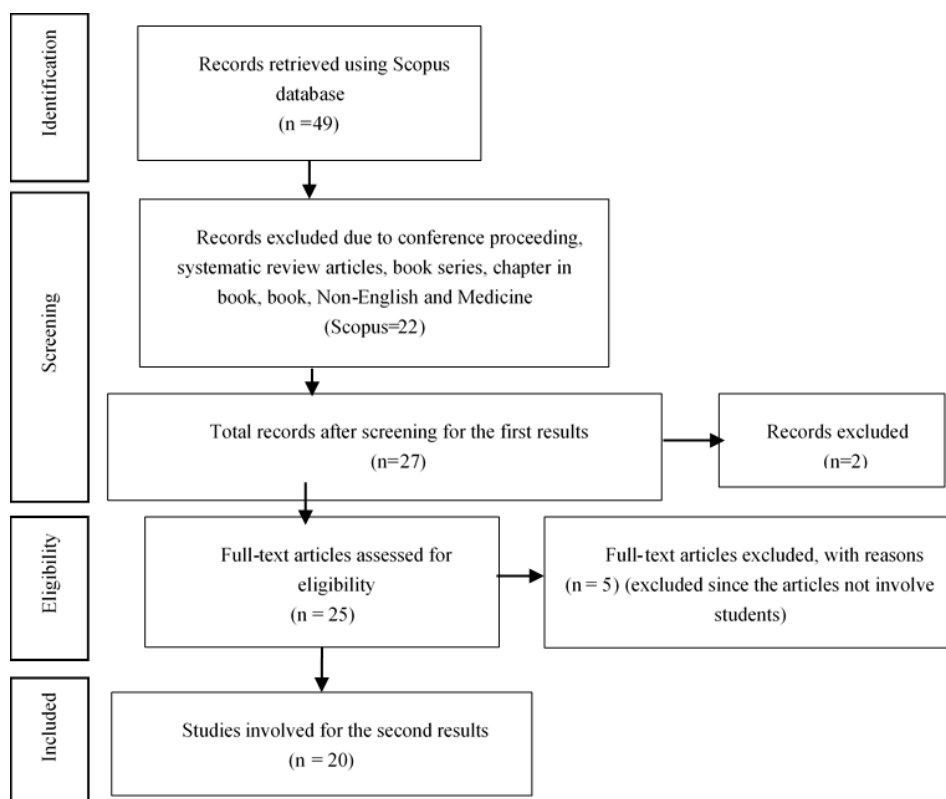 Identification
Records retrieved using Scopus
database
(n =49)
Screening
Records excluded due to conference proceeding,
systematic review articles, book series, chapter in
book, book, Non-English and Medicine
(Scopus=22)
Total records after screening for the first results
(n=27)
Records excluded
(n=2)
Eligibility
Full-text articles assessed for
eligibility
(n = 25)
Full-text articles excluded, with reasons
(n = 5) (excluded since the articles not involve
students)
Included
Studies involved for the second results
(n = 20)